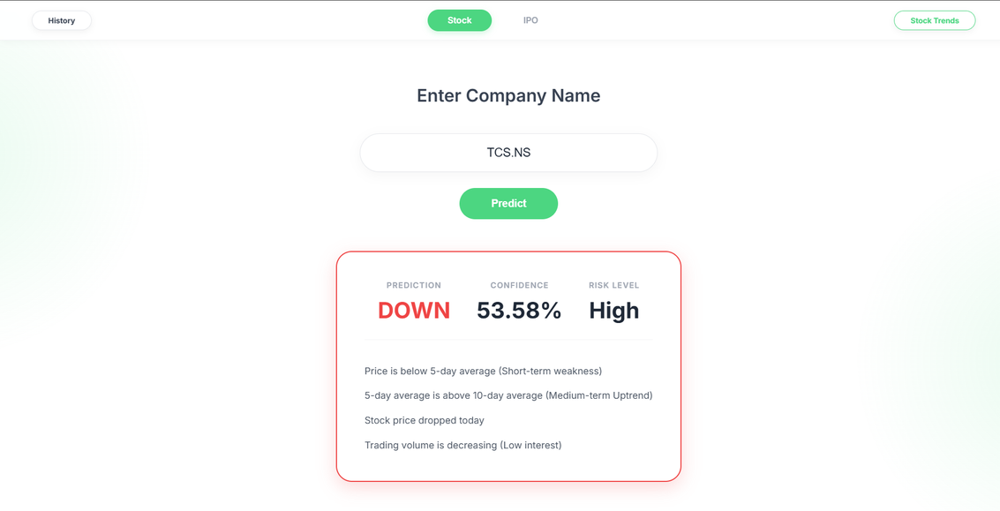 History
Stock
IPO
Stock Trends
Enter Company Name
TCS.NS
Predict
PREDICTION
CONFIDENCE
RISK LEVEL
DOWN
53.58%
High
Price is below 5-day average (Short-term weakness)
5-day average is above 10-day average (Medium-term Uptrend)
Stock price dropped today
Trading volume is decreasing (Low interest)